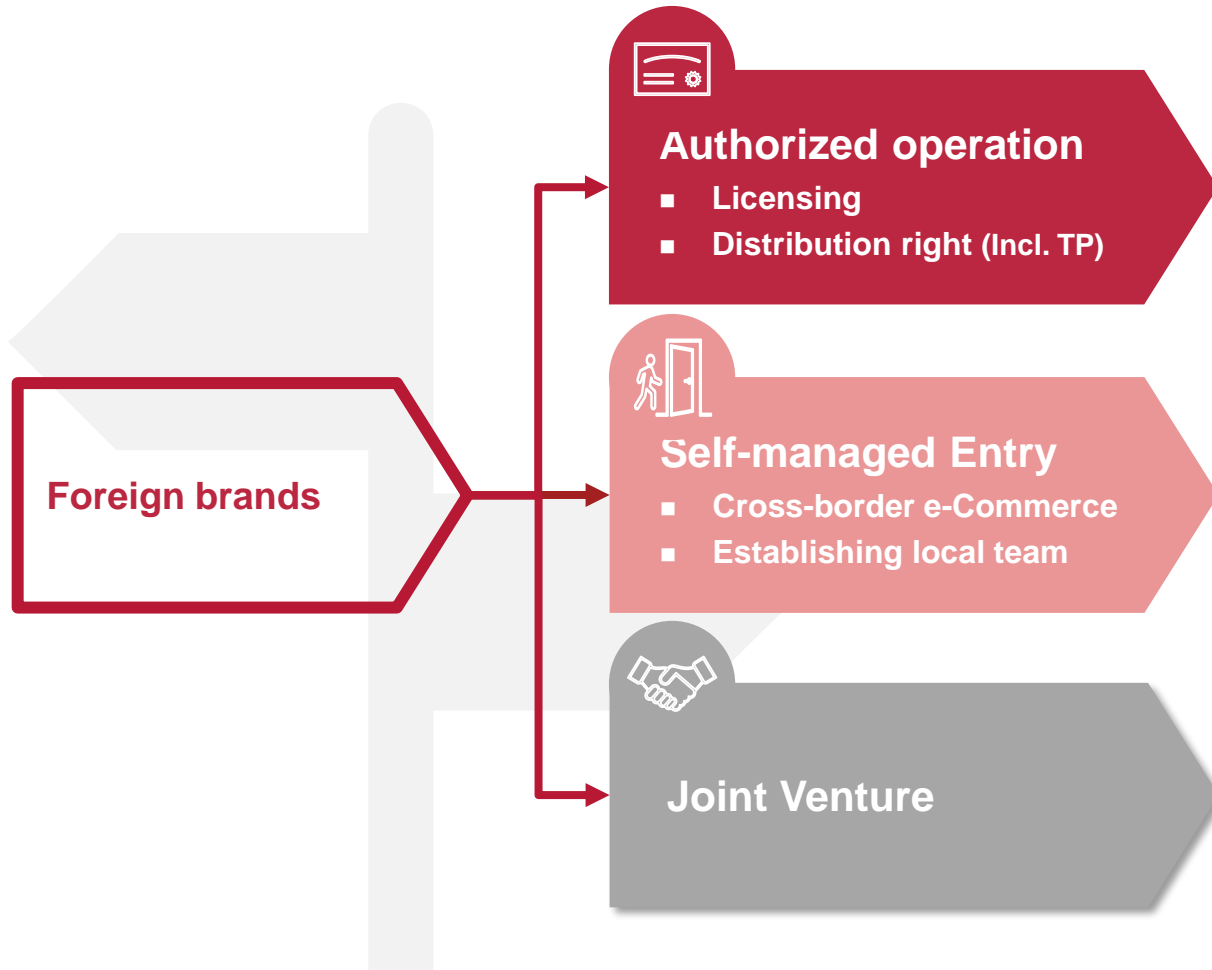 Authorized operation
■ Licensing
■ Distribution right (Incl. TP)
Foreign brands
Self-managed Entry
■ Cross-border e-Commerce
■ Establishing local team
Joint Venture